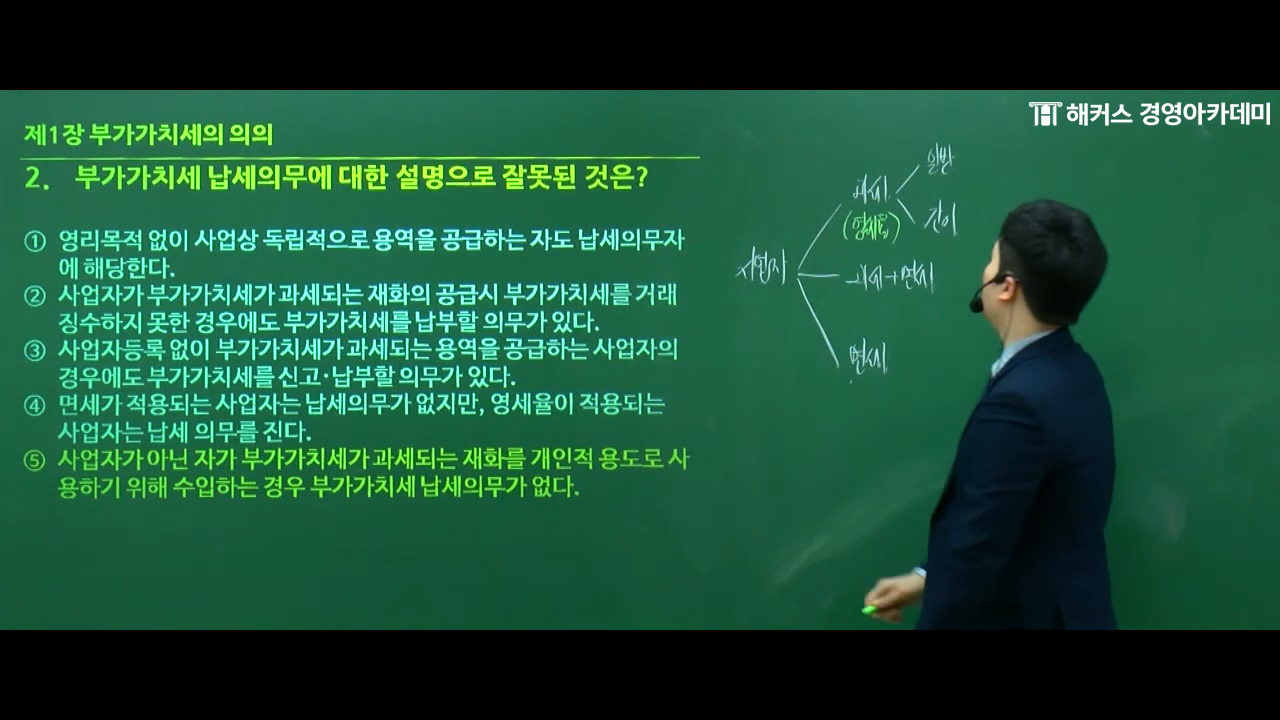 해커스 경영아카데미
제1장 부가가치세의 의의
2. 부가가치세 납세의무에 대한 설명으로 잘못된 것은?
① 영리목적 없이 사업상 독립적으로 용역을 공급하는 자도 납세의무자
에 해당한다.
② 사업자가 부가가치세가 과세되는 재화의 공급시 부가가치세를 거래
징수하지 못한 경우에도 부가가치세를 납부할 의무가 있다.
③ 사업자등록 없이 부가가치세가 과세되는 용역을 공급하는 사업자의
경우에도 부가가치세를 신고·납부할 의무가 있다.
④ 면세가 적용되는 사업자는 납세의무가 없지만, 영세율이 적용되는
사업자는 납세 의무를 진다.
⑤ 사업자가 아닌 자가 부가가치세가 과세되는 재화를 개인적 용도로 사
용하기 위해 수입하는 경우 부가가치세 납세의무가 없다.
일반
과세
(영세율)
간이
사업자
과세+면세
면세